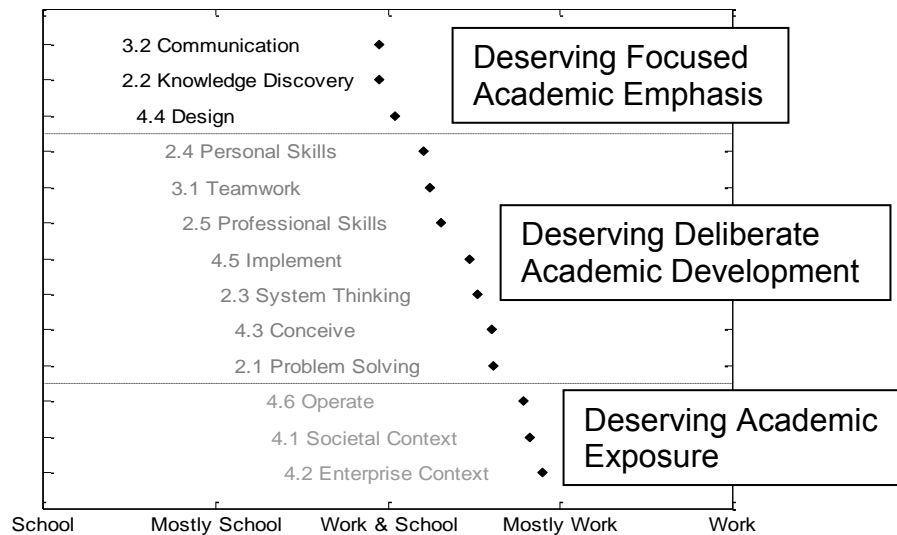 3.2 Communication
2.2 Knowledge Discovery
4.4 Design
Deserving Focused
Academic Emphasis
2.4 Personal Skills
3.1 Teamwork
2.5 Professional Skills
4.5 Implement
2.3 System Thinking
4.3 Conceive
2.1 Problem Solving
Deserving Deliberate
Academic Development
4.6 Operate
4.1 Societal Context
4.2 Enterprise Context
Deserving Academic
Exposure
School Mostly School Work & School Mostly Work Work